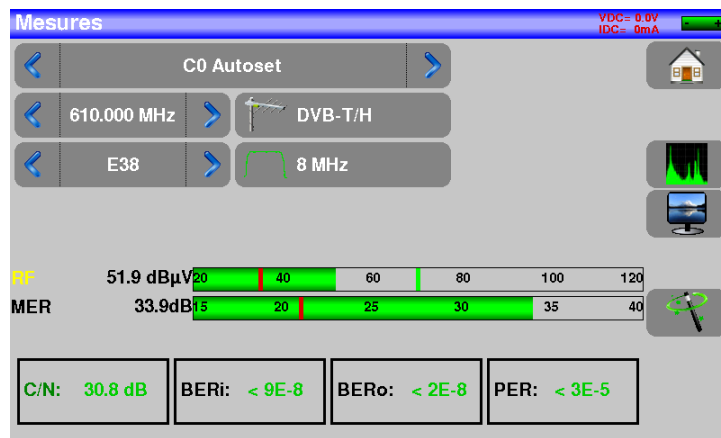 Mesures
VDC= 0.0V
IDC= 0mA
- +
C0 Autoset
610.000 MHz
DVB-T/H
E38
8 MHz
RF 51.9 dBµV 20 40 60 80 100 120
MER 33.9dB 15 20 25 30 35 40
C/N: 30.8 dB BERi: < 9E-8 BERo: < 2E-8 PER: < 3E-5